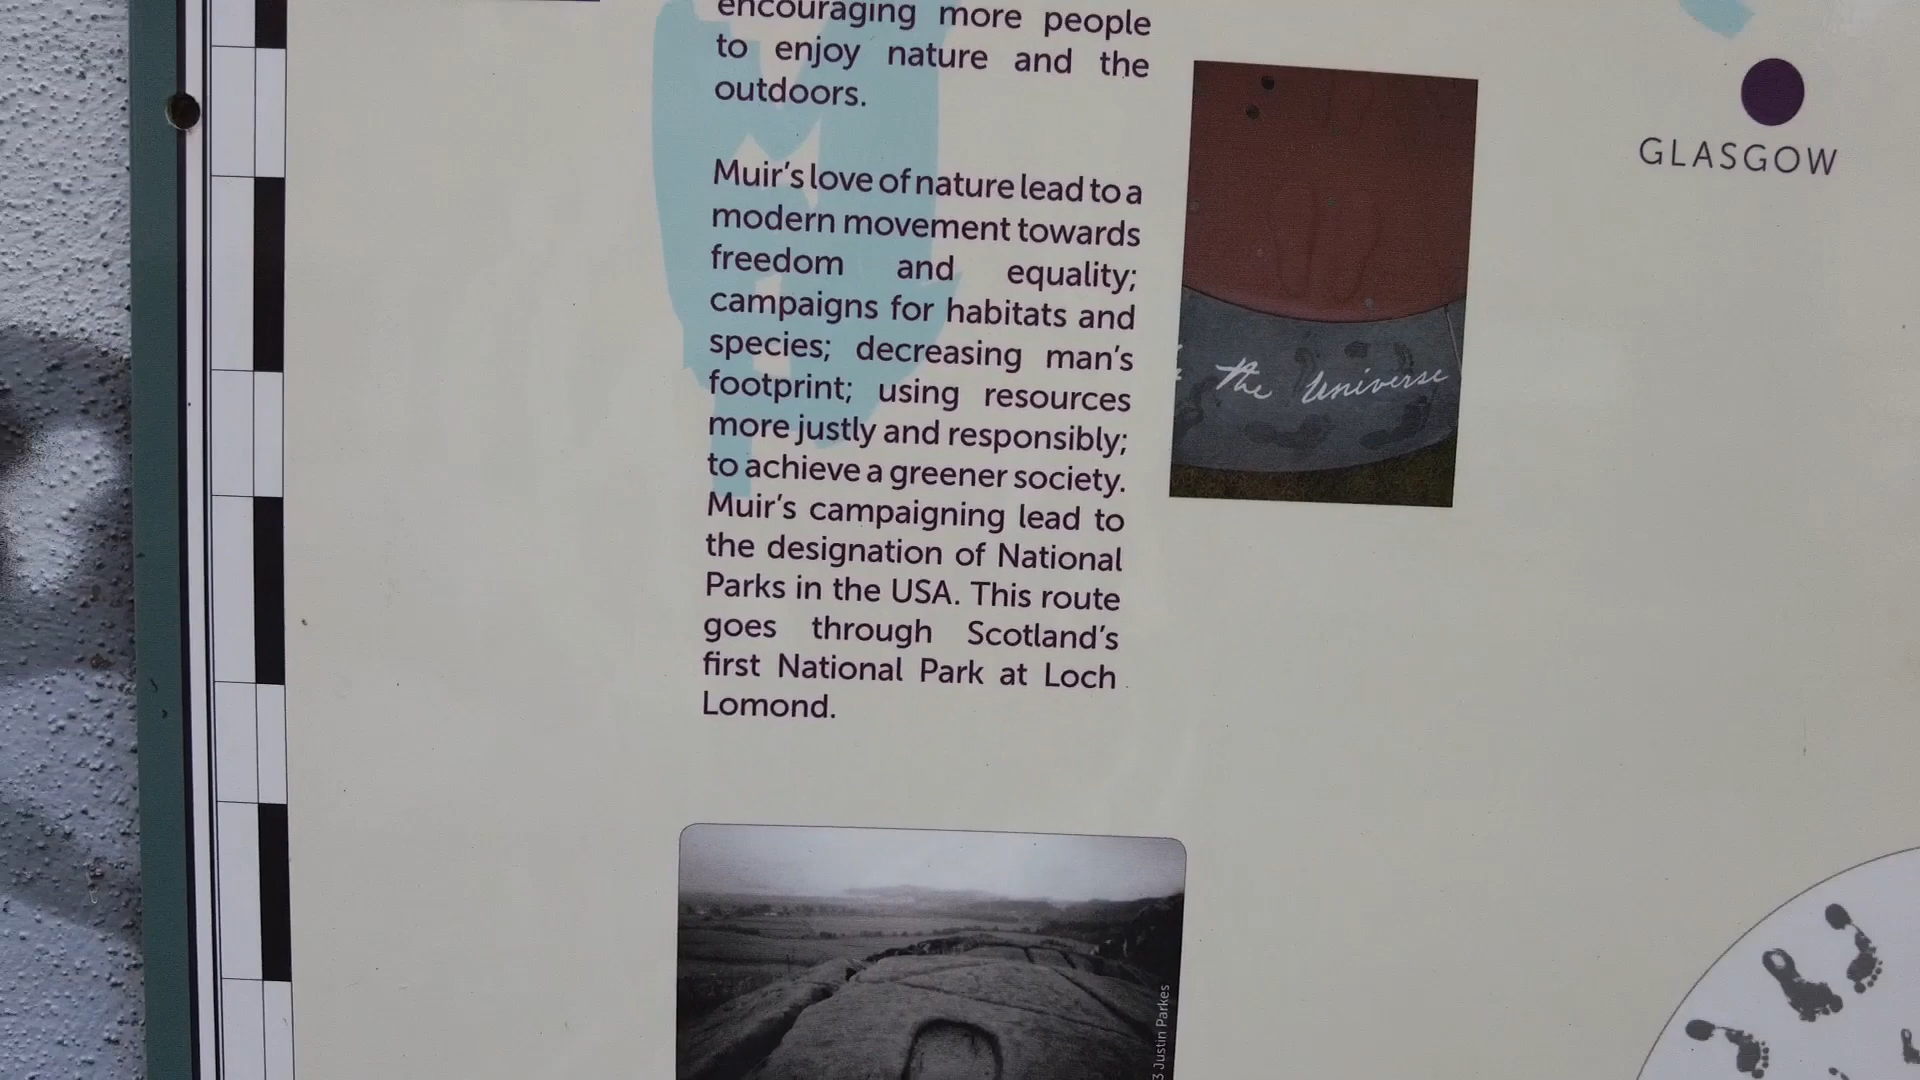 encouraging more people
to enjoy nature and the
outdoors.
Muir's love of nature lead to a
modern movement towards
freedom and equality;
campaigns for habitats and
species; decreasing man's
footprint; using resources
more justly and responsibly;
to achieve a greener society.
Muir's campaigning lead to
the designation of National
Parks in the USA. This route
goes through Scotland's
first National Park at Loch
Lomond.
the Universe
GLASGOW
3 Justin Parkes